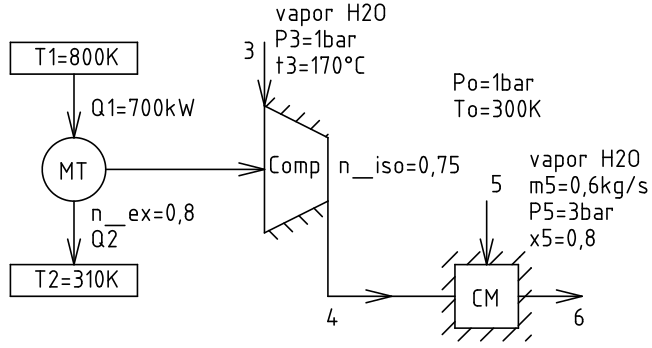 vapor H2O
P3=1bar
t3=170°C
3
T1=800K
Q1=700kW
Po=1bar
To=300K
MT
Comp
n_iso=0,75
vapor H2O
m5=0,6kg/s
P5=3bar
x5=0,8
5
n_ex=0,8
Q2
T2=310K
CM
4
6